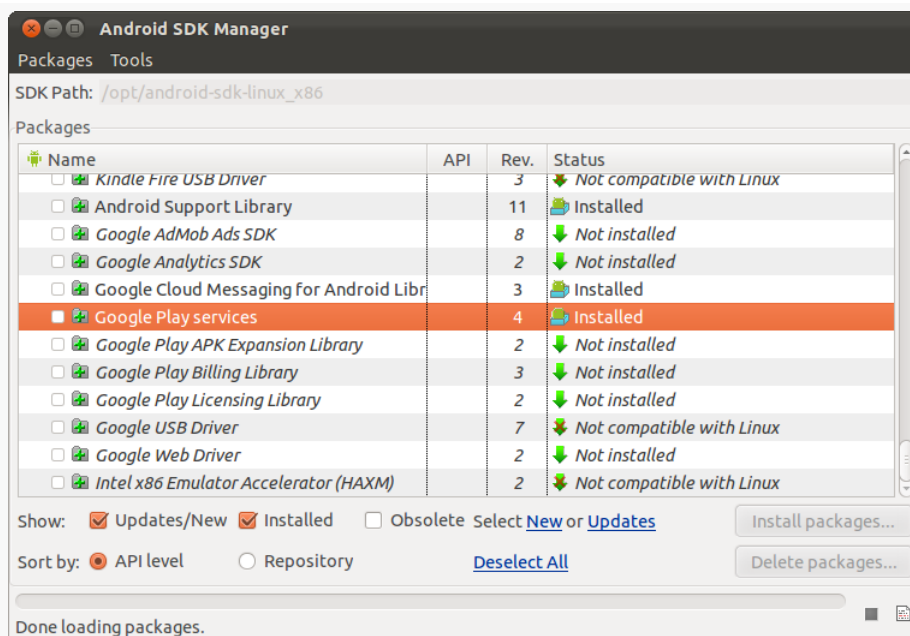 Android SDK Manager
Packages Tools
SDK Path: /opt/android-sdk-linux_x86
Packages
Name API Rev. Status
Kindle Fire USB Driver 3 Not compatible with Linux
Android Support Library 11 Installed
Google AdMob Ads SDK 8 Not installed
Google Analytics SDK 2 Not installed
Google Cloud Messaging for Android Libr 3 Installed
Google Play services 4 Installed
Google Play APK Expansion Library 2 Not installed
Google Play Billing Library 3 Not installed
Google Play Licensing Library 2 Not installed
Google USB Driver 7 Not compatible with Linux
Google Web Driver 2 Not installed
Intel x86 Emulator Accelerator (HAXM) 2 Not compatible with Linux
Show: Updates/New Installed Obsolete Select New or Updates Install packages...
Sort by: API level Repository Deselect All Delete packages...
Done loading packages.